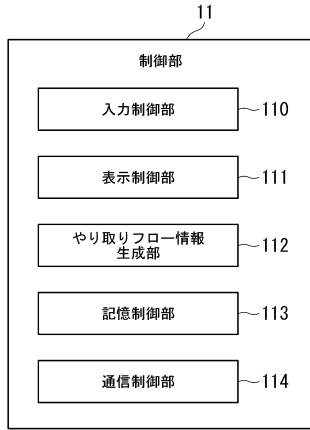 11
制御部
入力制御部
110
表示制御部
111
やり取りフロー情報
生成部
112
記憶制御部
113
通信制御部
114